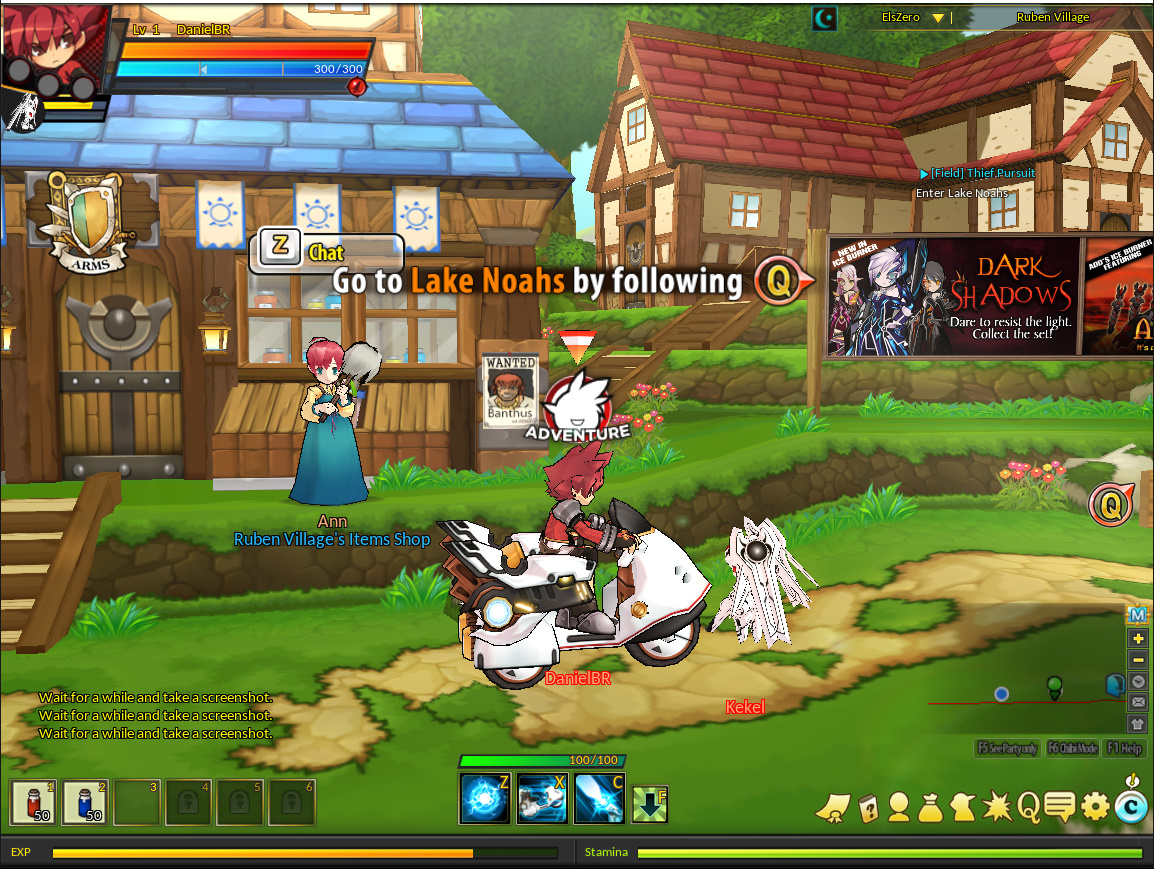 Lv 1 DanielBR
300/300
ElsZero
Ruben Village
[Field] Thief Pursuit
Enter Lake Noahs
ARMS
Z Chat
Go to Lake Noahs by following Q
NEW IN
ICE BURNER
DARK
SHADOWS
Dare to resist the light.
Collect the set!
ADD'S ICE BURNER
FEATURING
WANTED
Banthus
ADVENTURE
Q
Ann
Ruben Village's Items Shop
DanielBR
Kekel
M
Wait for a while and take a screenshot.
Wait for a while and take a screenshot.
Wait for a while and take a screenshot.
F5 See Party only F6 Chibi Mode F1 Help
100/100
1 2 3 4 5 6
50 50
Z X C F
Q C
EXP
Stamina